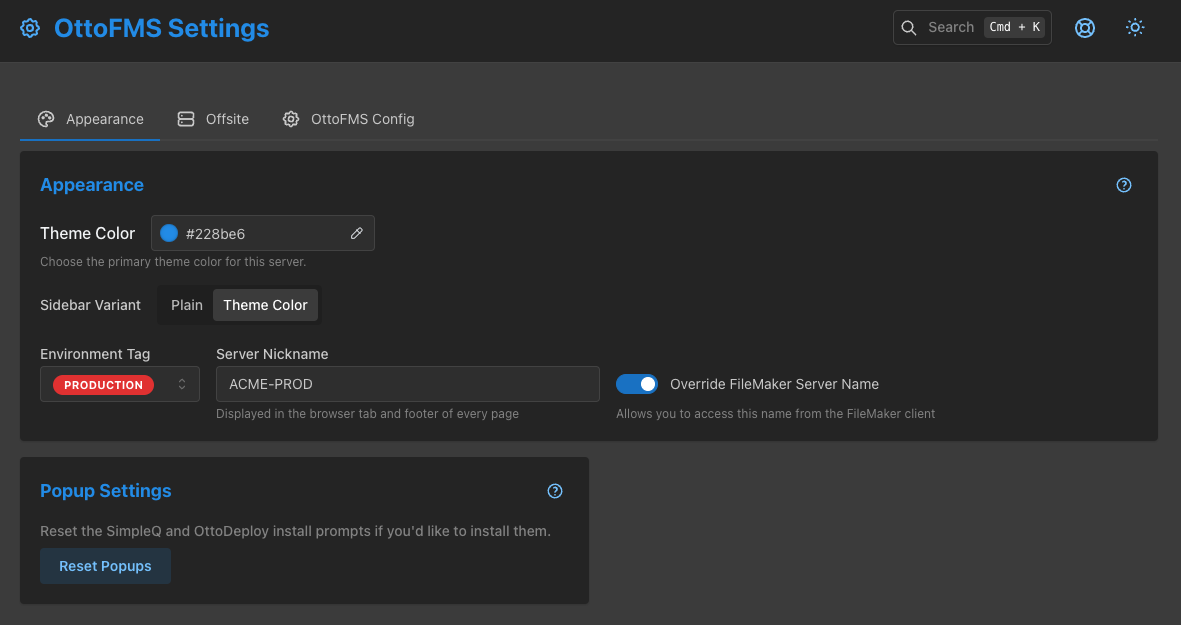 OttoFMS Settings
Search Cmd + K
Appearance Offsite OttoFMS Config
Appearance
Theme Color #228be6
Choose the primary theme color for this server.
Sidebar Variant Plain Theme Color
Environment Tag Server Nickname
PRODUCTION ACME-PROD Override FileMaker Server Name
Displayed in the browser tab and footer of every page Allows you to access this name from the FileMaker client
Popup Settings
Reset the SimpleQ and OttoDeploy install prompts if you'd like to install them.
Reset Popups